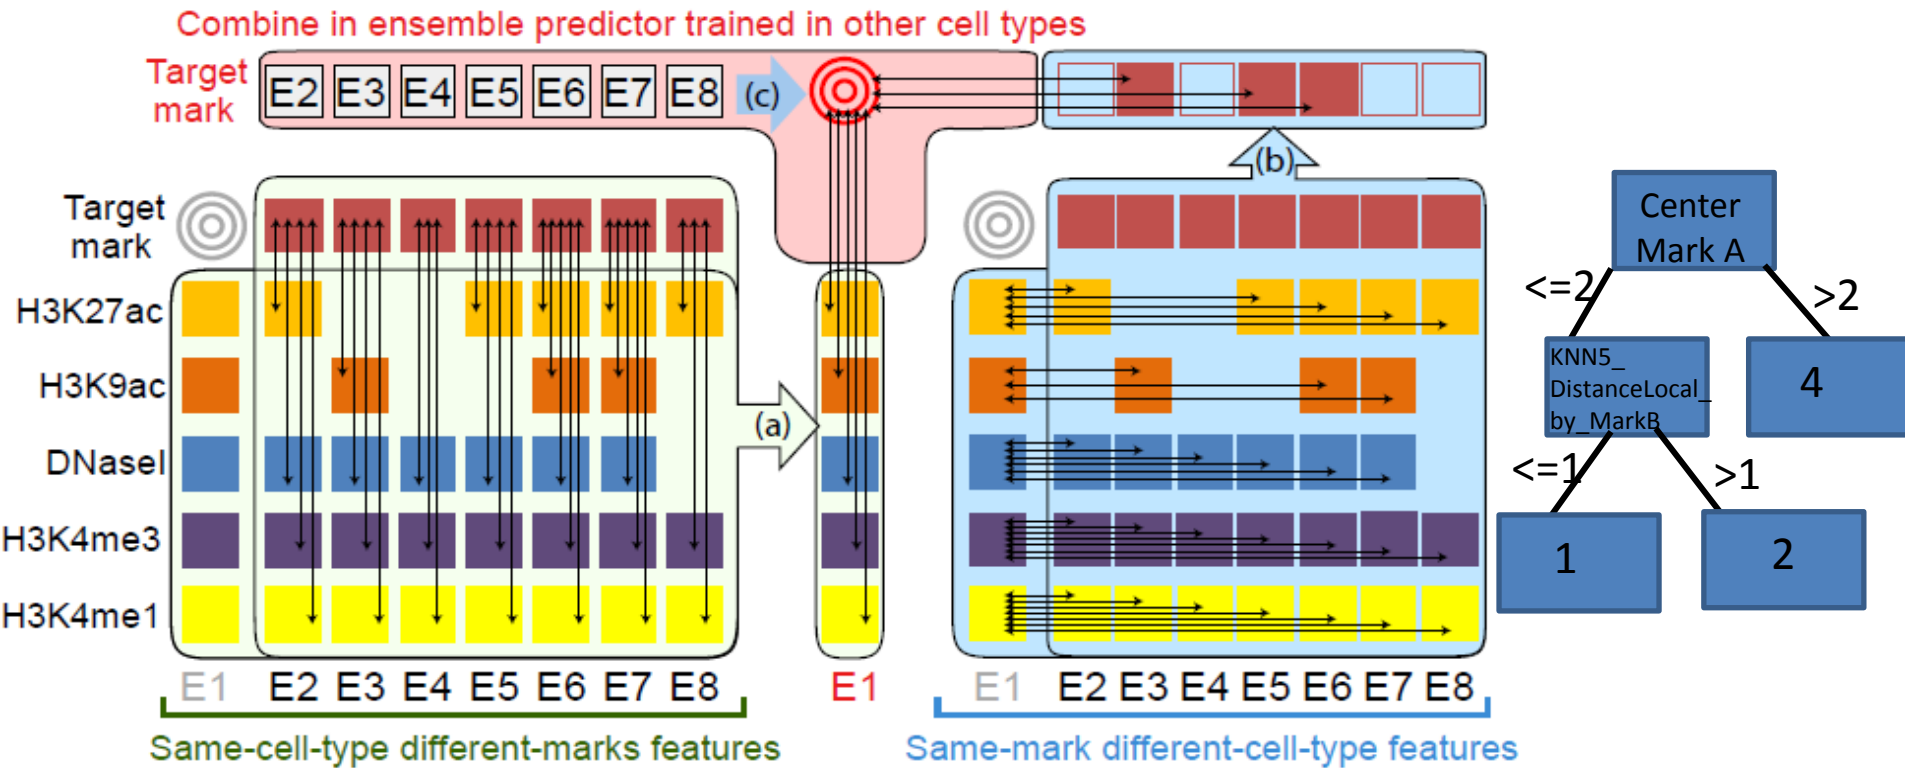 Combine in ensemble predictor trained in other cell types
Target
mark
E2 E3 E4 E5 E6 E7 E8
(c)
(b)
Target
mark
H3K27ac
H3K9ac
DNaseI
H3K4me3
H3K4me1
(a)
E1 E2 E3 E4 E5 E6 E7 E8
E1
E1 E2 E3 E4 E5 E6 E7 E8
Same-cell-type different-marks features
Same-mark different-cell-type features
Center
Mark A
<=2
>2
KNN5_
DistanceLocal_
by_MarkB
4
<=1
>1
1
2